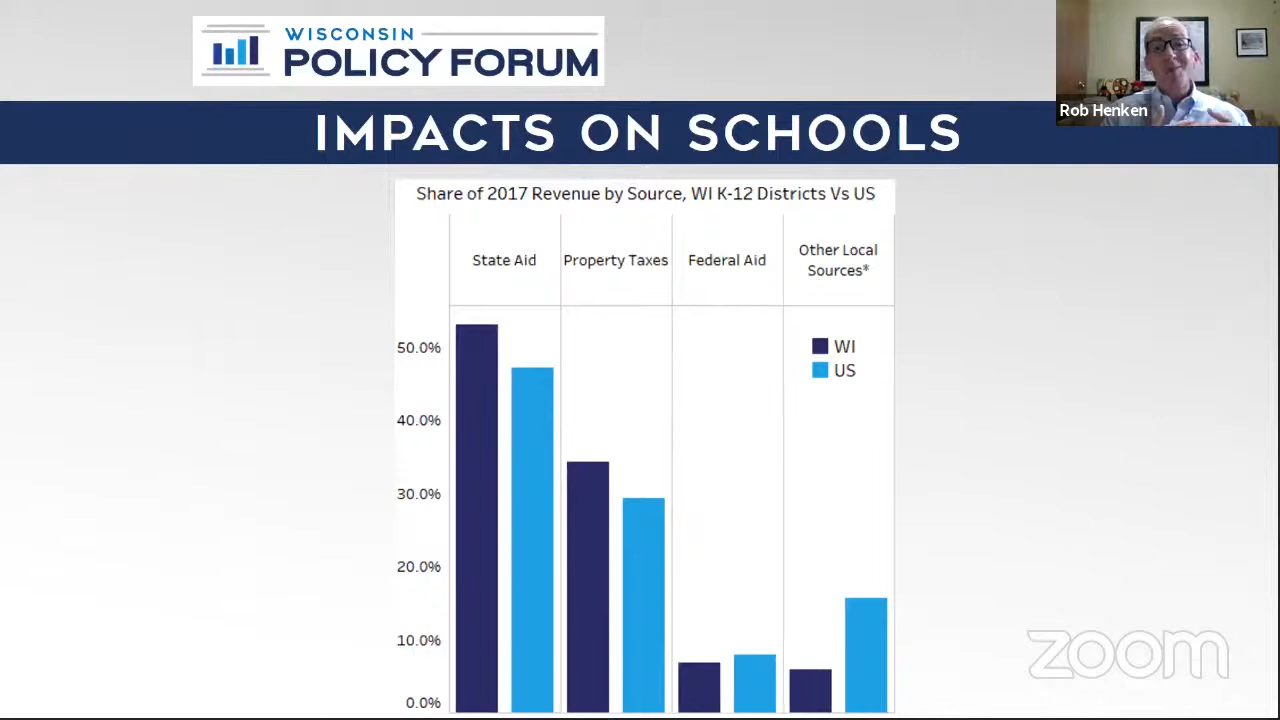 WISCONSIN
POLICY FORUM
Rob Henken
IMPACTS ON SCHOOLS
Share of 2017 Revenue by Source, WI K-12 Districts Vs US
State Aid
Property Taxes
Federal Aid
Other Local
Sources*
50.0%
40.0%
30.0%
20.0%
10.0%
0.0%
WI
US
zoom